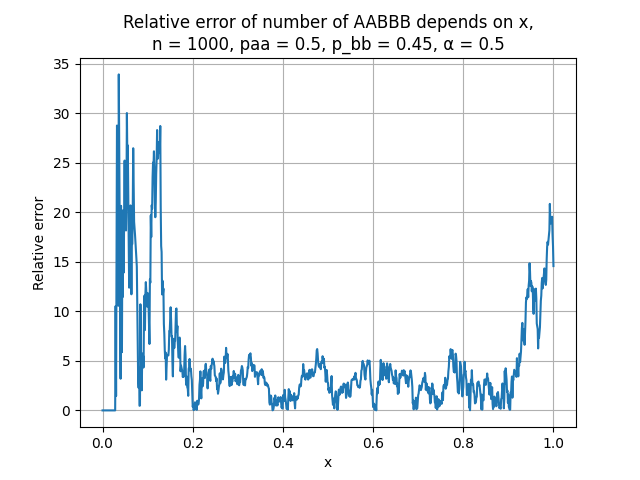 Relative error of number of AABBB depends on x,
n = 1000, paa = 0.5, p_bb = 0.45, α = 0.5
35
30
25
20
15
10
5
0
Relative error
0.0 0.2 0.4 0.6 0.8 1.0
x